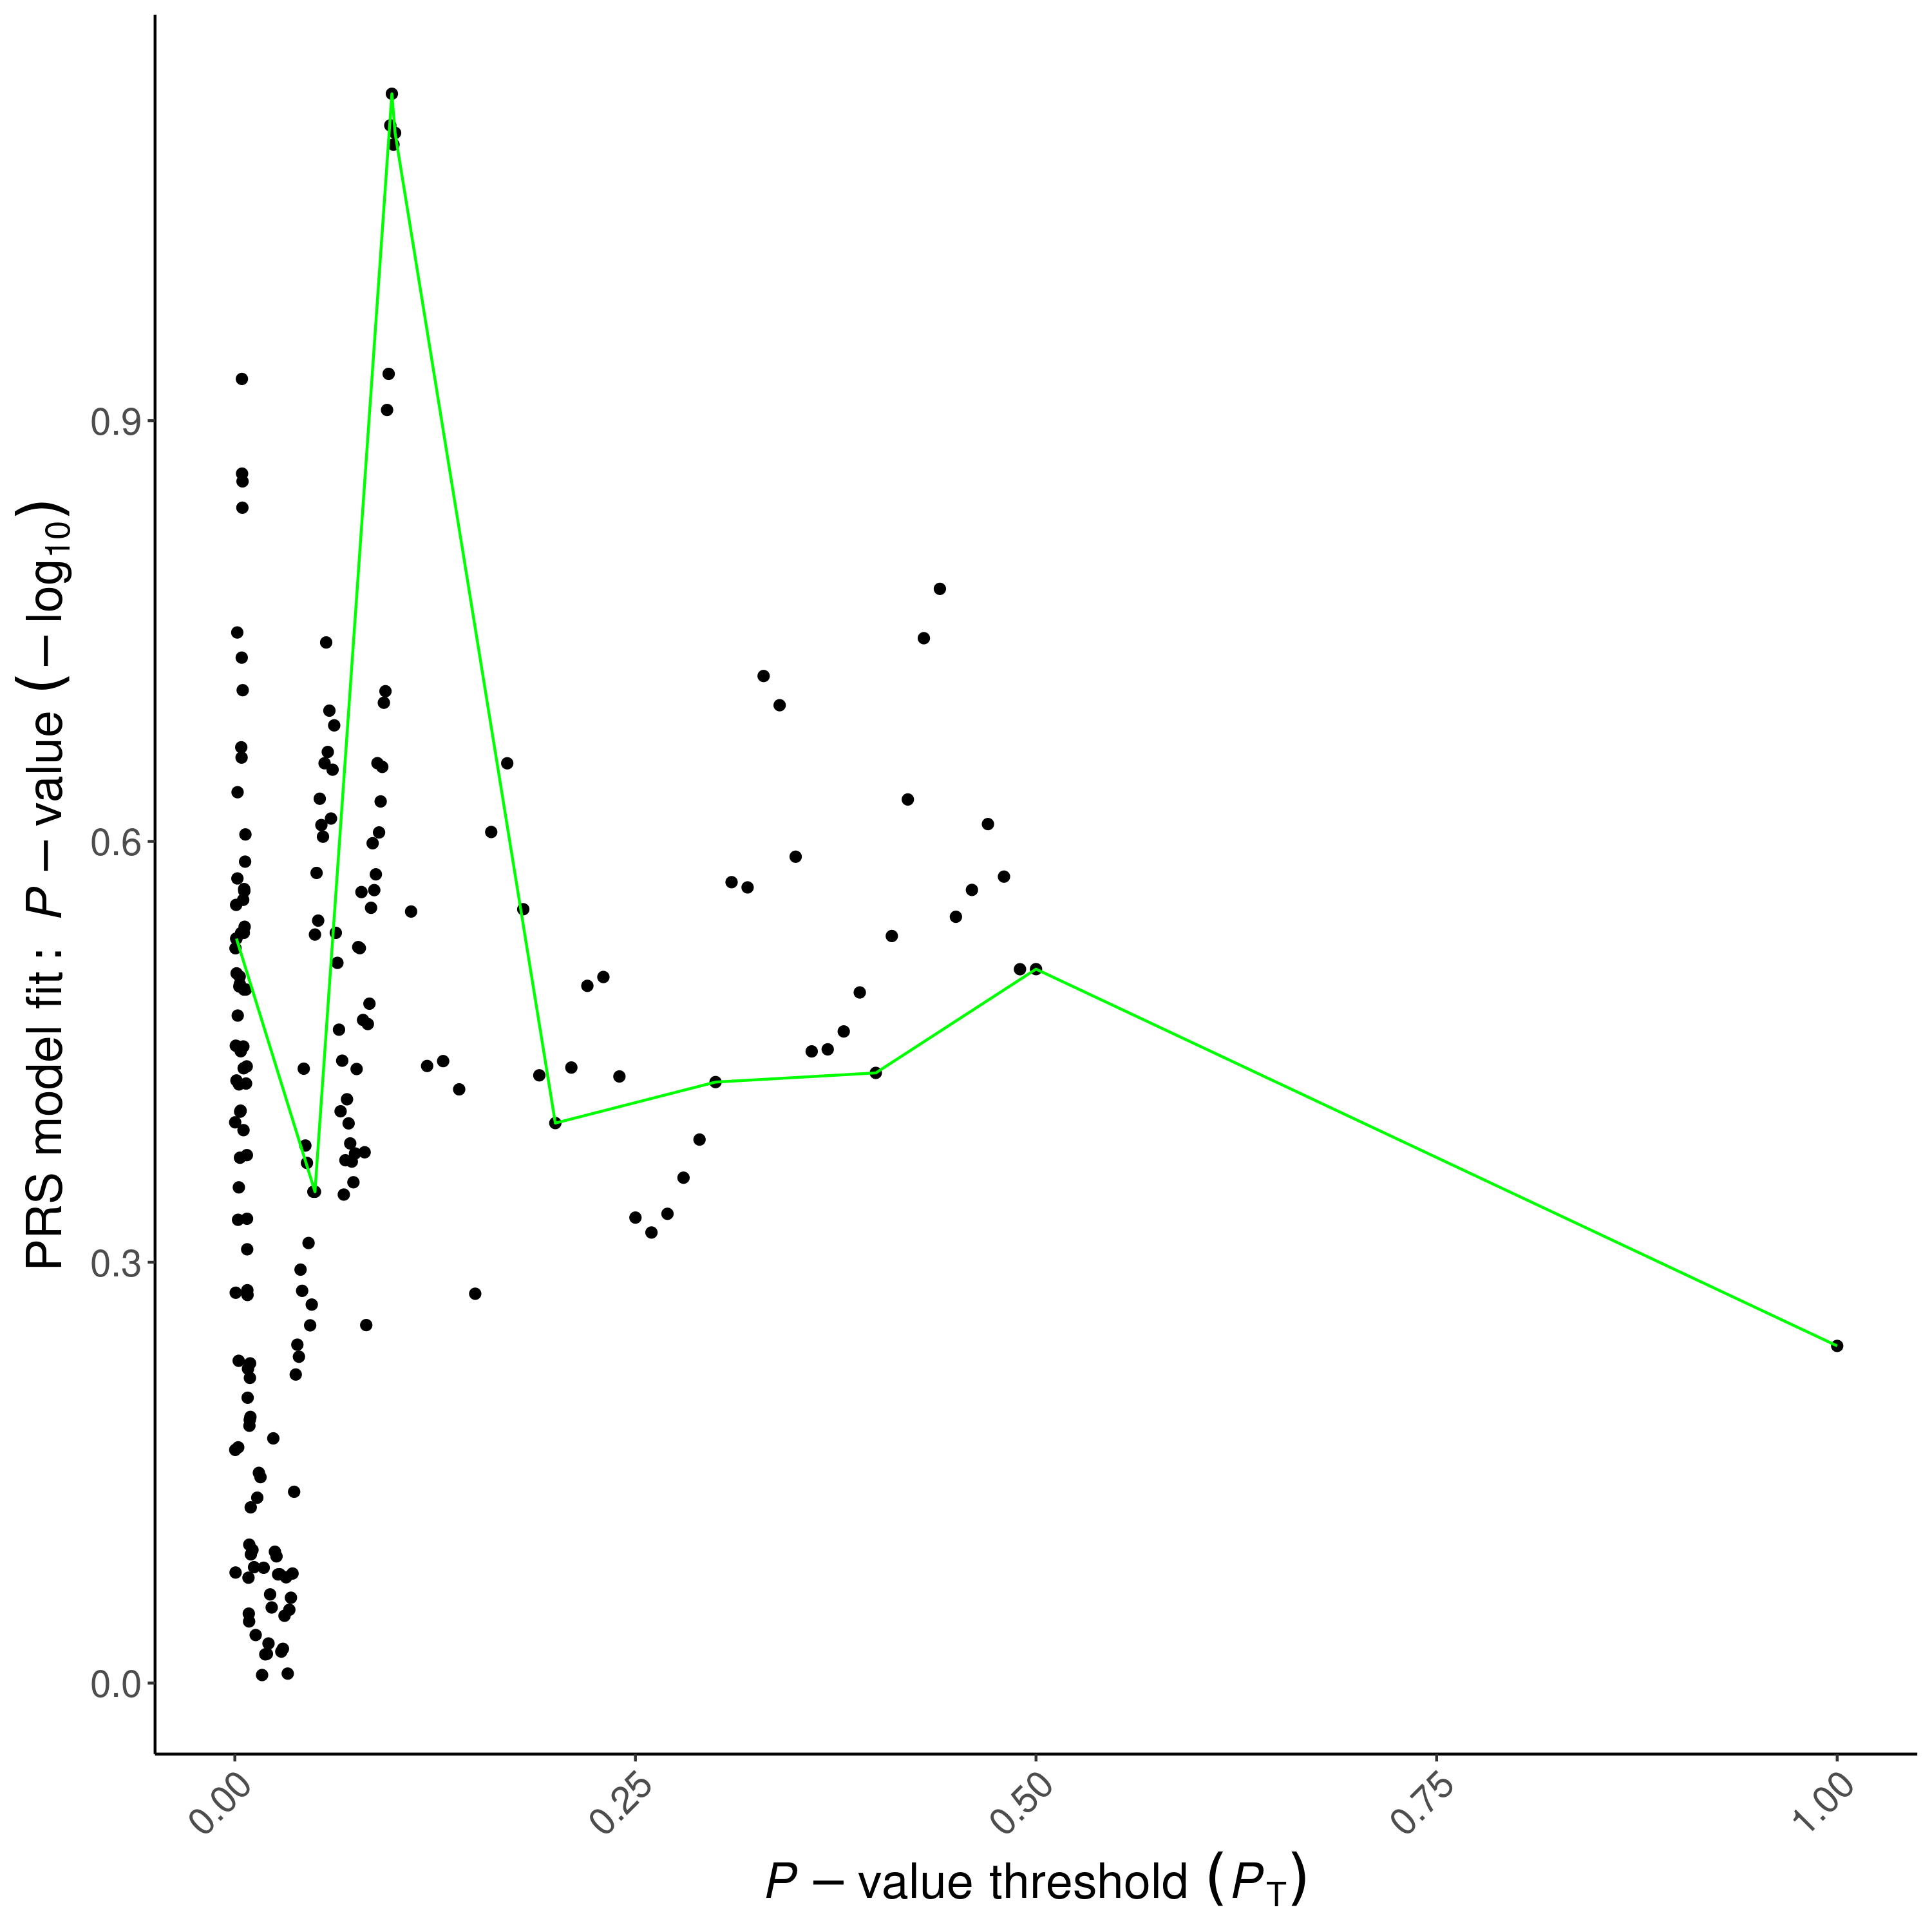 PRS model fit : P − value (−log10)
0.9
0.6
0.3
0.0
0.00 0.25 0.50 0.75 1.00
P − value threshold (PT)